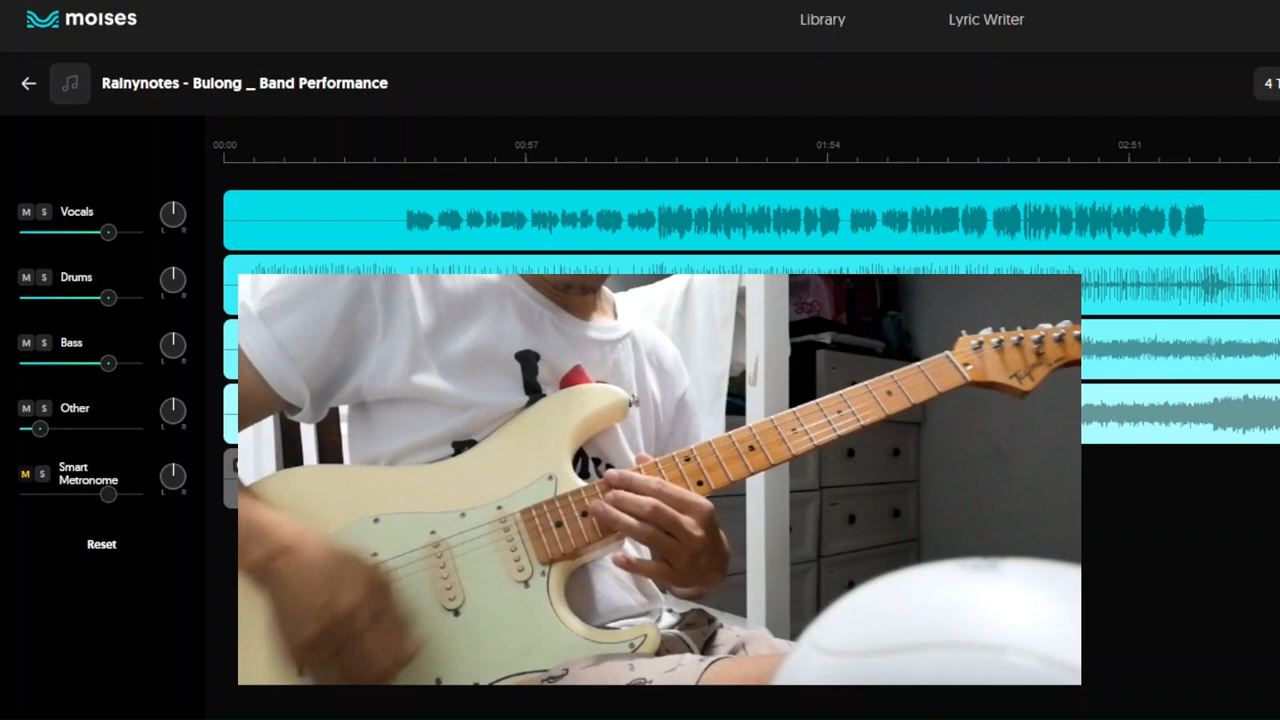 moises
Library
Lyric Writer
Rainynotes - Bulong _ Band Performance
4 T
00:00
00:57
01:54
02:51
M S Vocals
L R
M S Drums
L R
M S Bass
L R
M S Other
L R
M S Smart
Metronome
L R
Reset